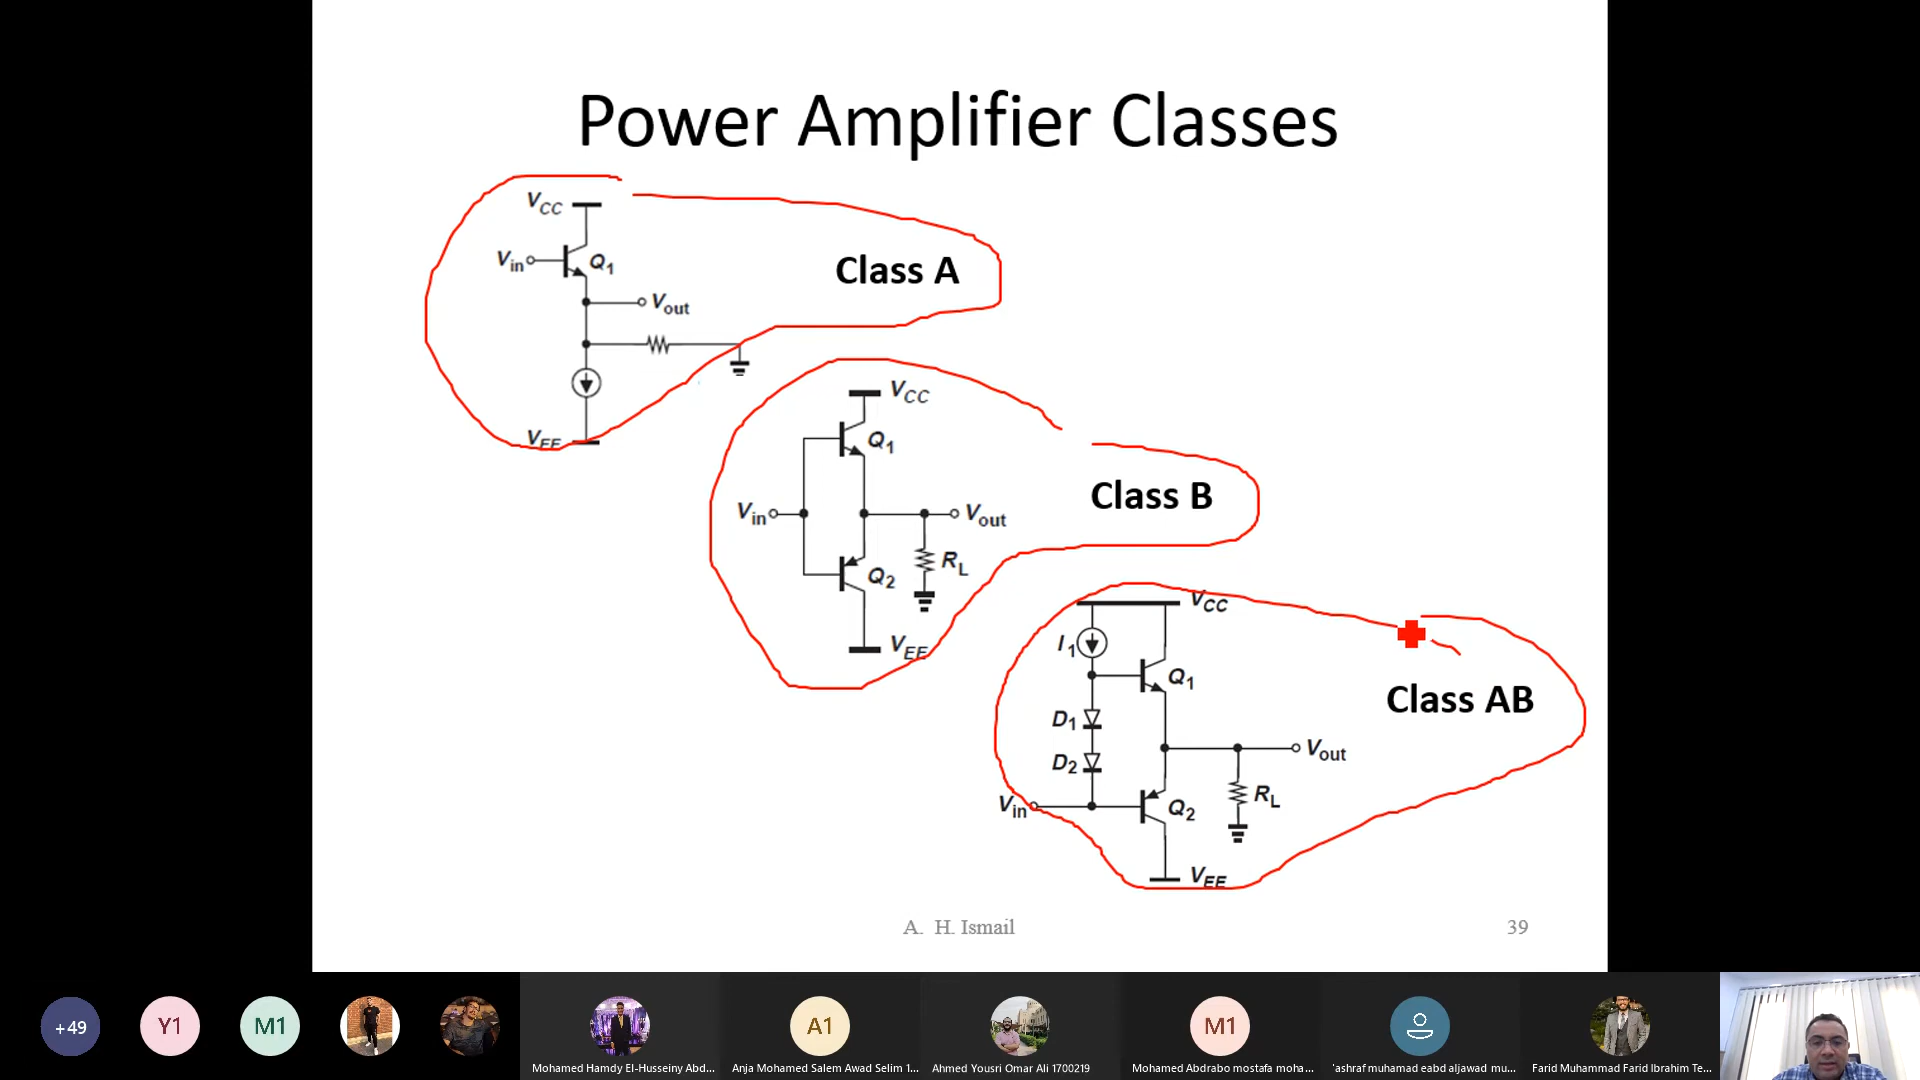 Power Amplifier Classes
VCC
Vin
Q1
Vout
VEE
Class A
VCC
Q1
Vin
Vout
Q2
RL
VEE
Class B
VCC
I1
Q1
D1
D2
Vout
Vin
Q2
RL
VEE
Class AB
A. H. Ismail
39
+49
Y1
M1
A1
M1
Mohamed Hamdy El-Husseiny Abd...
Anja Mohamed Salem Awad Selim 1...
Ahmed Yousri Omar Ali 1700219
Mohamed Abdrabo mostafa moha...
'ashraf muhamad eabd aljawad mu...
Farid Muhammad Farid Ibrahim Te...